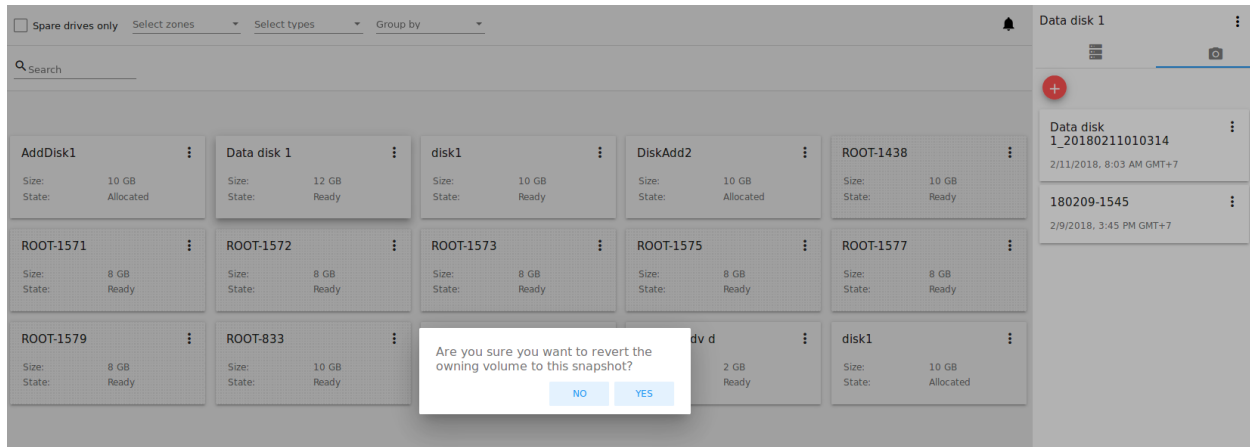 Spare drives only
Select zones
Select types
Group by
Search
AddDisk1
Size: 10 GB
State: Allocated
Data disk 1
Size: 12 GB
State: Ready
disk1
Size: 10 GB
State: Ready
DiskAdd2
Size: 10 GB
State: Allocated
ROOT-1438
Size: 10 GB
State: Ready
ROOT-1571
Size: 8 GB
State: Ready
ROOT-1572
Size: 8 GB
State: Ready
ROOT-1573
Size: 8 GB
State: Ready
ROOT-1575
Size: 8 GB
State: Ready
ROOT-1577
Size: 8 GB
State: Ready
ROOT-1579
Size: 8 GB
State: Ready
ROOT-833
Size: 10 GB
State: Ready
dv d
2 GB
Ready
disk1
Size: 10 GB
State: Allocated
Are you sure you want to revert the
owning volume to this snapshot?
NO
YES
Data disk 1
Data disk
1_20180211010314
2/11/2018, 8:03 AM GMT+7
180209-1545
2/9/2018, 3:45 PM GMT+7